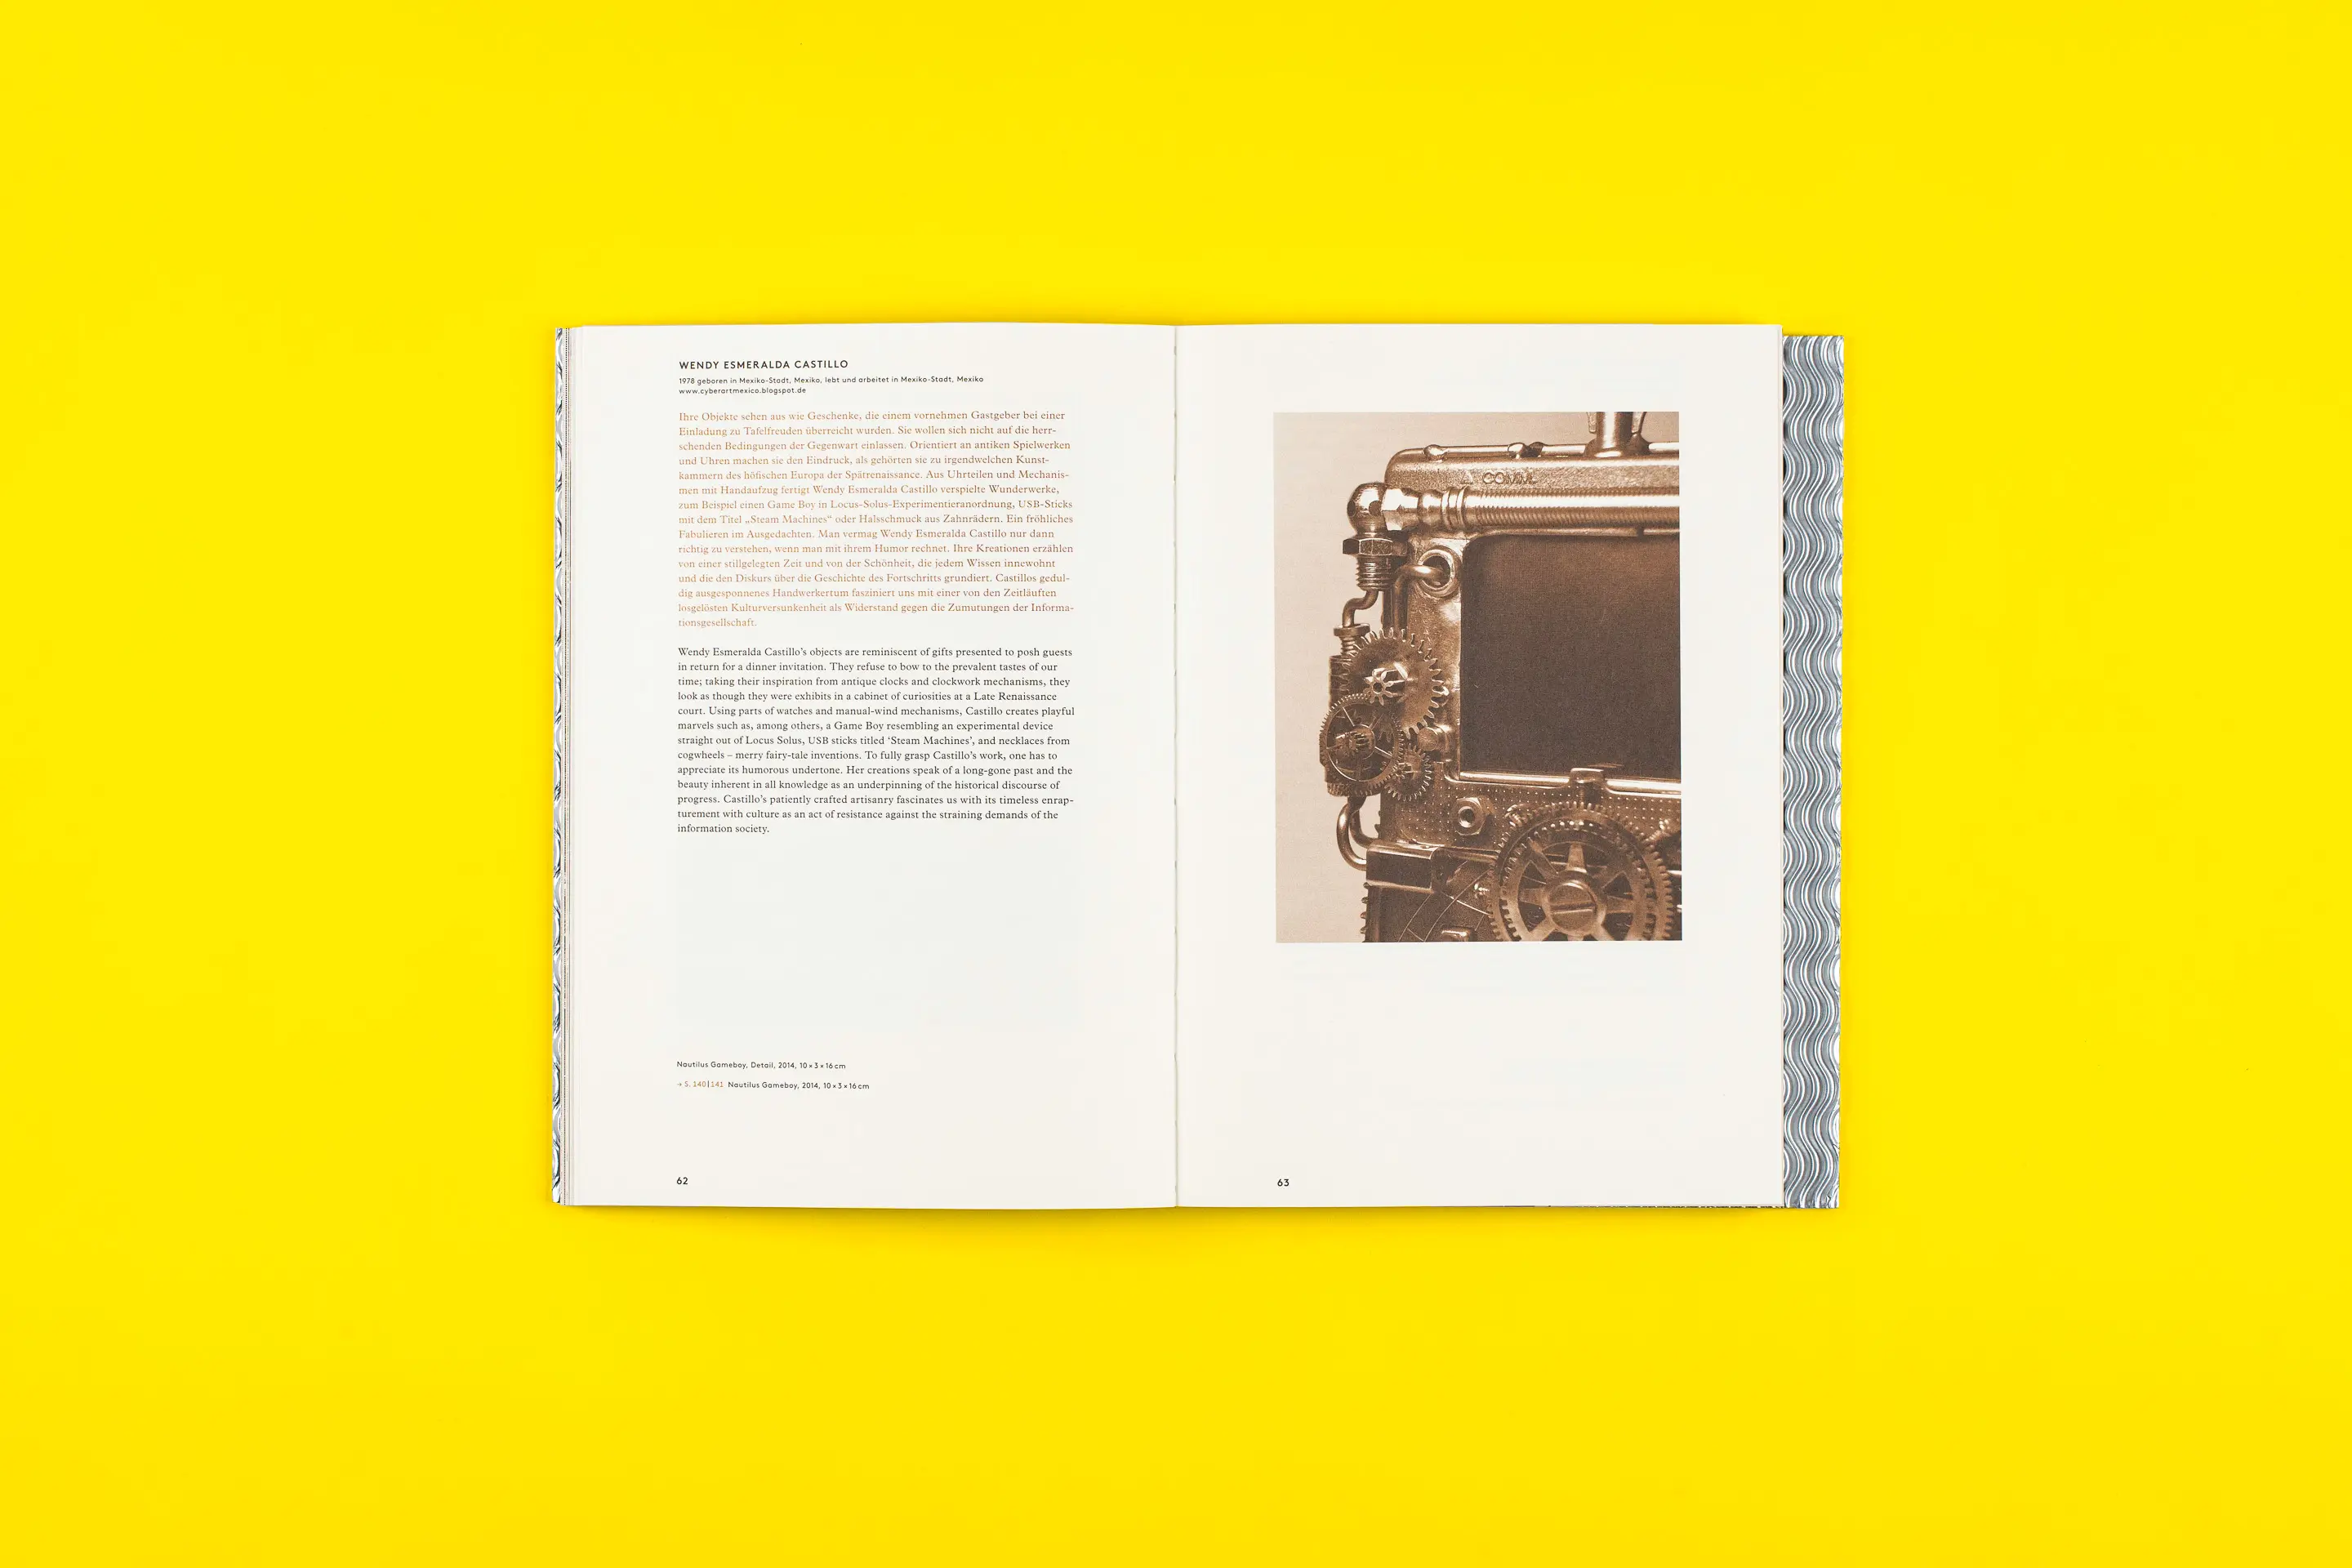 WENDY ESMERALDA CASTILLO
1978 geboren in Mexiko-Stadt, Mexiko, lebt und arbeitet in Mexiko-Stadt, Mexiko
www.cyberartmexico.blogspot.de
Ihre Objekte sehen aus wie Geschenke, die einem vornehmen Gastgeber bei einer
Einladung zu Tafelfreuden überreicht wurden. Sie wollen sich nicht auf die herr-
schenden Bedingungen der Gegenwart einlassen. Orientiert an antiken Spielwerken
und Uhren machen sie den Eindruck, als gehörten sie zu irgendwelchen Kunst-
kammern des höfischen Europa der Spätrenaissance. Aus Uhrteilen und Mechanis-
men mit Handaufzug fertigt Wendy Esmeralda Castillo verspielte Wunderwerke,
zum Beispiel einen Game Boy in Locus-Solus-Experimentieranordnung, USB-Sticks
mit dem Titel „Steam Machines“ oder Halsschmuck aus Zahnrädern. Ein fröhliches
Fabulieren im Ausgedachten. Man vermag Wendy Esmeralda Castillo nur dann
richtig zu verstehen, wenn man mit ihrem Humor rechnet. Ihre Kreationen erzählen
von einer stillgelegten Zeit und von der Schönheit, die jedem Wissen innewohnt
und die den Diskurs über die Geschichte des Fortschritts grundiert. Castillos gedul-
dig ausgesponnenes Handwerkertum fasziniert uns mit einer von den Zeitläuften
losgelösten Kulturversunkenheit als Widerstand gegen die Zumutungen der Informa-
tionsgesellschaft.
Wendy Esmeralda Castillo’s objects are reminiscent of gifts presented to posh guests
in return for a dinner invitation. They refuse to bow to the prevalent tastes of our
time; taking their inspiration from antique clocks and clockwork mechanisms, they
look as though they were exhibits in a cabinet of curiosities at a Late Renaissance
court. Using parts of watches and manual-wind mechanisms, Castillo creates playful
marvels such as, among others, a Game Boy resembling an experimental device
straight out of Locus Solus, USB sticks titled ‘Steam Machines’, and necklaces from
cogwheels – merry fairy-tale inventions. To fully grasp Castillo’s work, one has to
appreciate its humorous undertone. Her creations speak of a long-gone past and the
beauty inherent in all knowledge as an underpinning of the historical discourse of
progress. Castillo’s patiently crafted artisanry fascinates us with its timeless enrap-
turement with culture as an act of resistance against the straining demands of the
information society.
Nautilus Gameboy, Detail, 2014, 10 × 3 × 16 cm
→ S. 140|141 Nautilus Gameboy, 2014, 10 × 3 × 16 cm
62
63